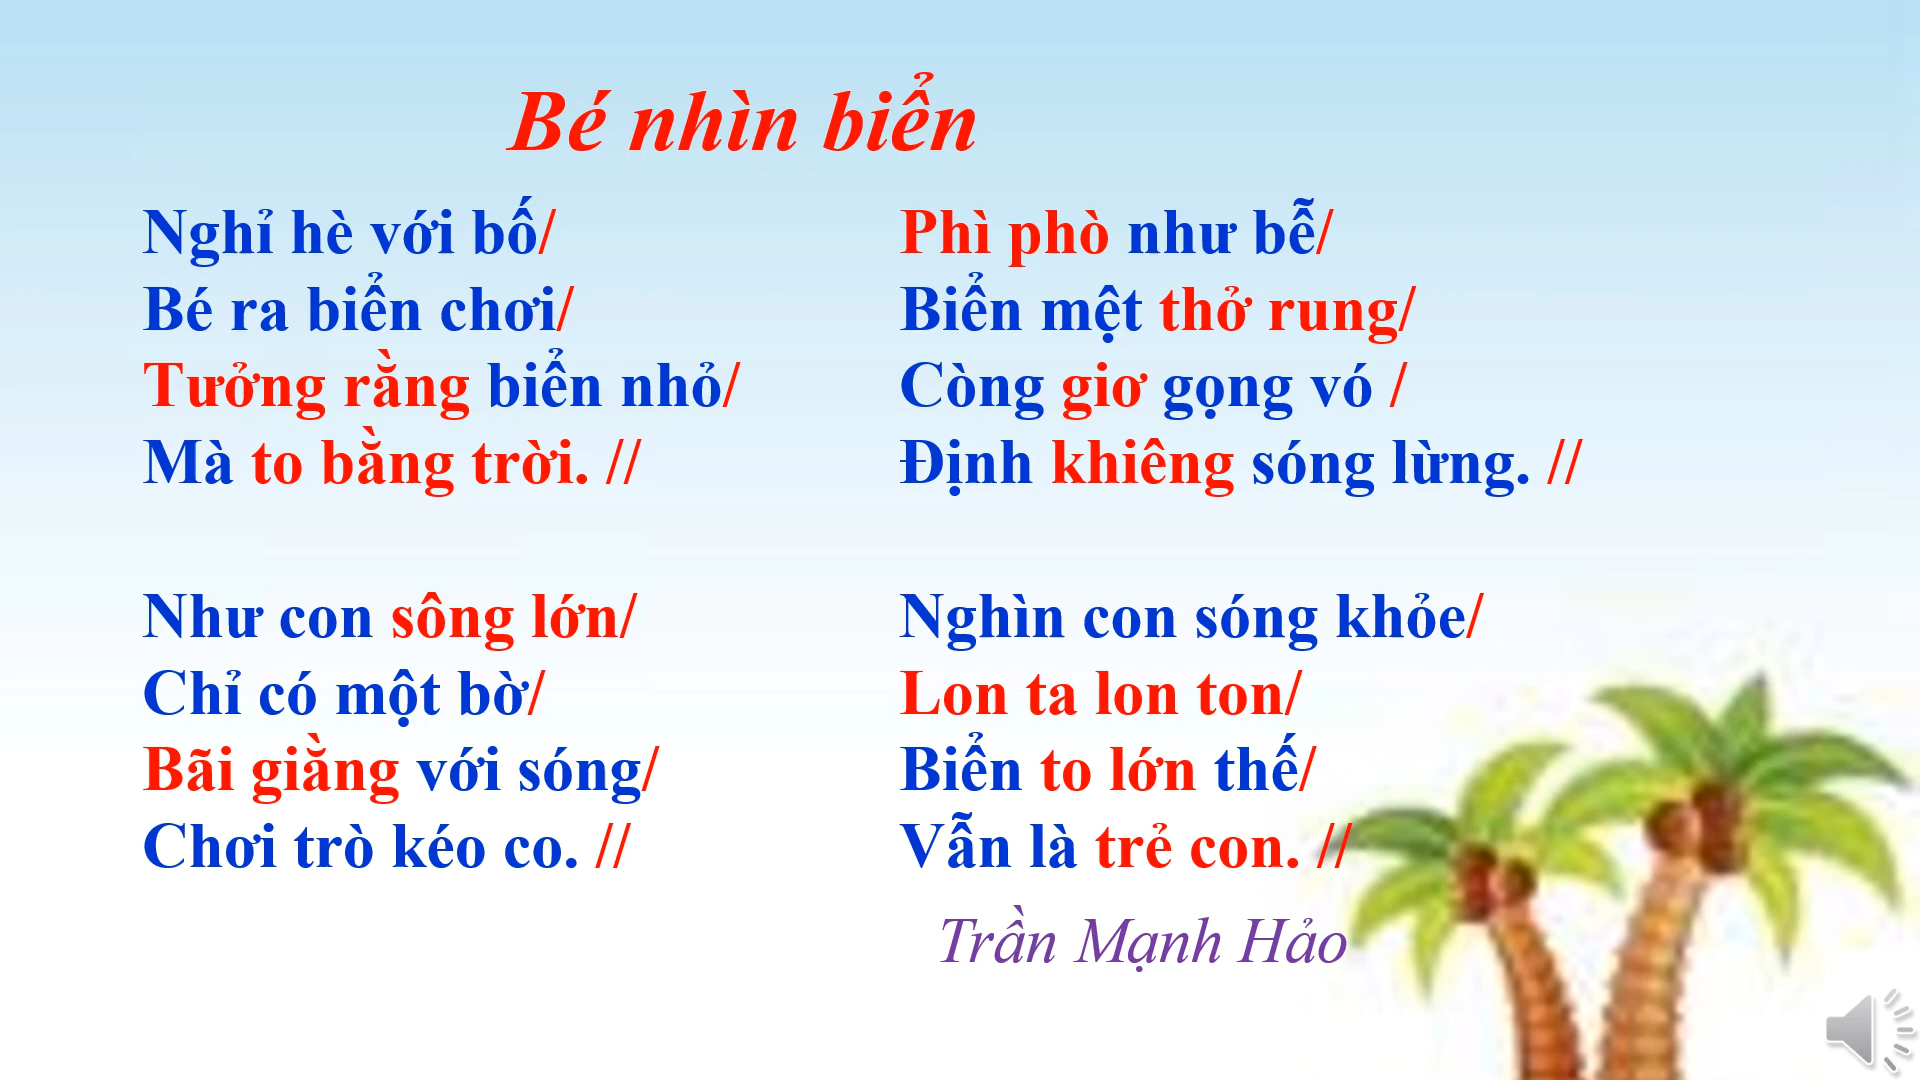 Bé nhìn biển
Nghỉ hè với bố/
Bé ra biển chơi/
Tưởng rằng biển nhỏ/
Mà to bằng trời. //
Như con sông lớn/
Chỉ có một bờ/
Bãi giằng với sóng/
Chơi trò kéo co. //
Phì phò như bễ/
Biển mệt thở rung/
Còng giơ gọng vó /
Định khiêng sóng lừng. //
Nghìn con sóng khỏe/
Lon ta lon ton/
Biển to lớn thế/
Vẫn là trẻ con. //
Trần Mạnh Hảo